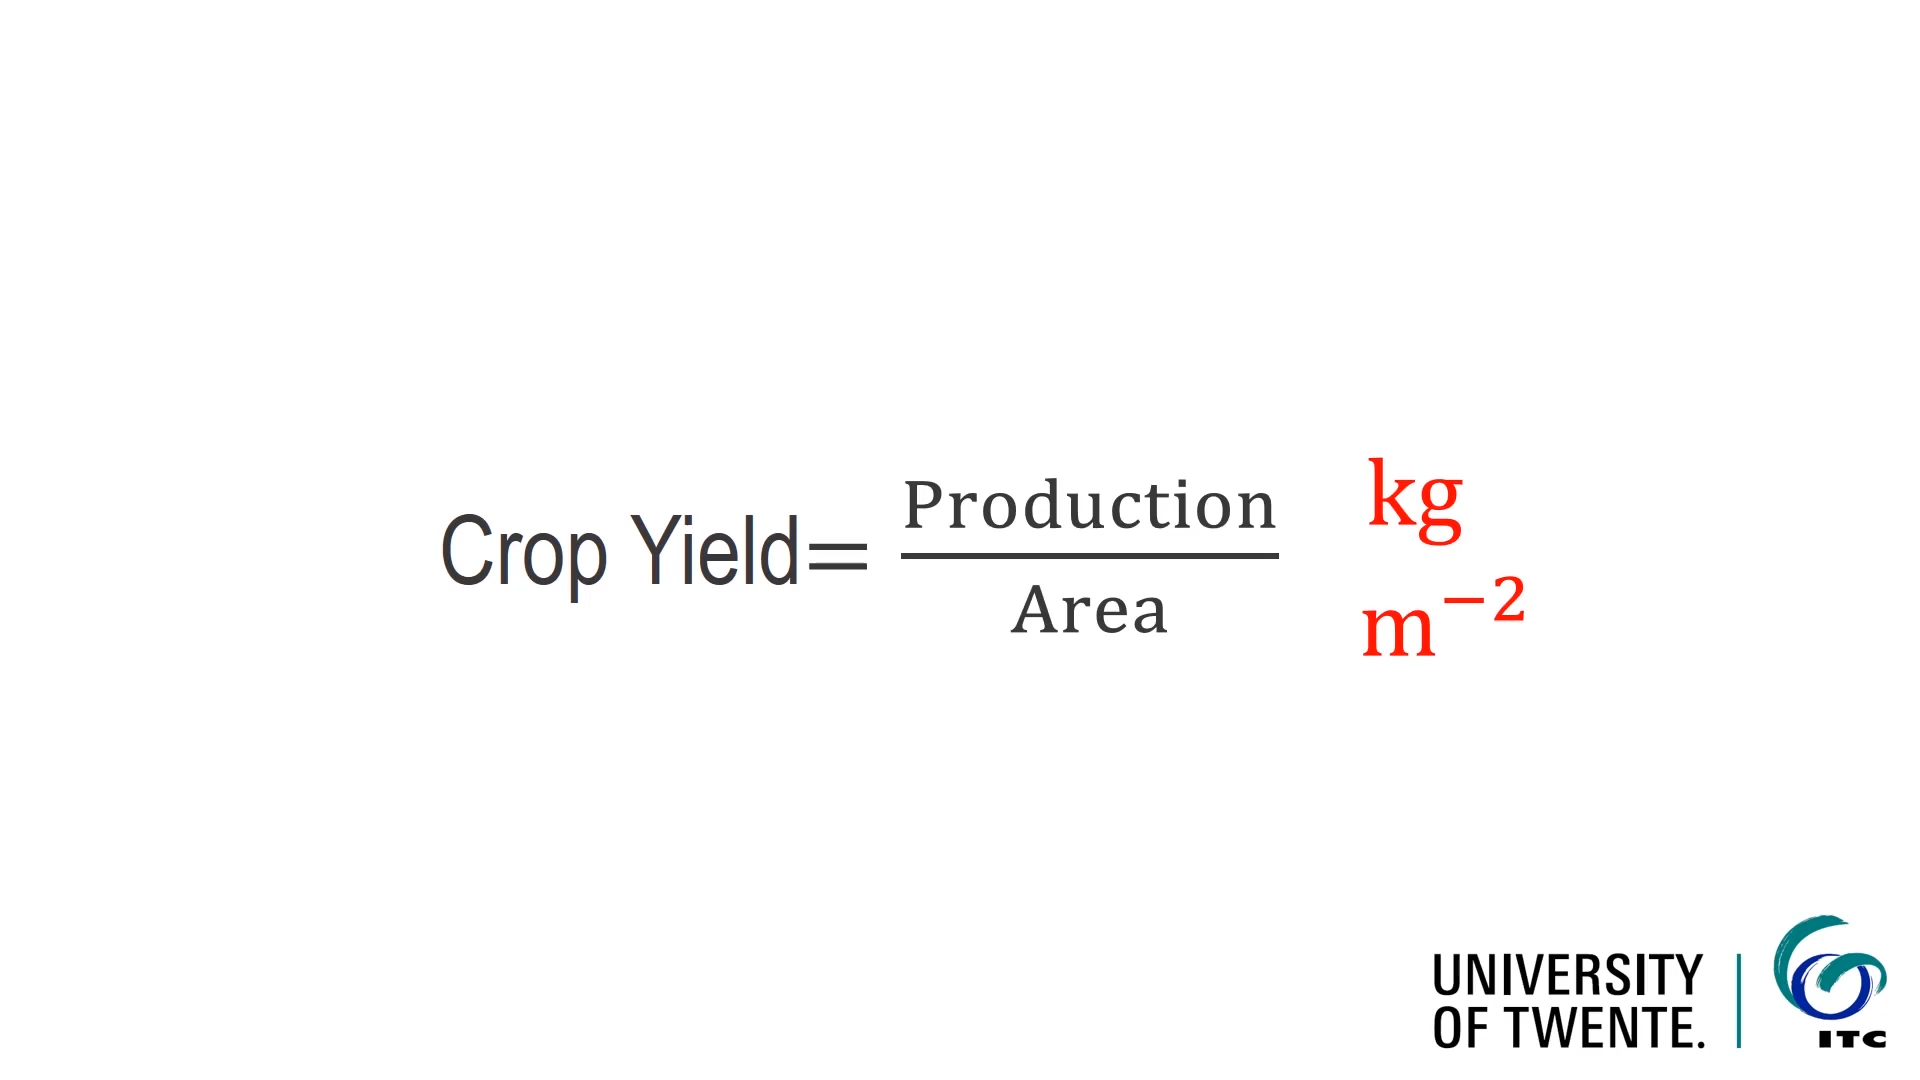 Crop Yield= Production / Area
kg
m⁻²
UNIVERSITY
OF TWENTE.
ITC